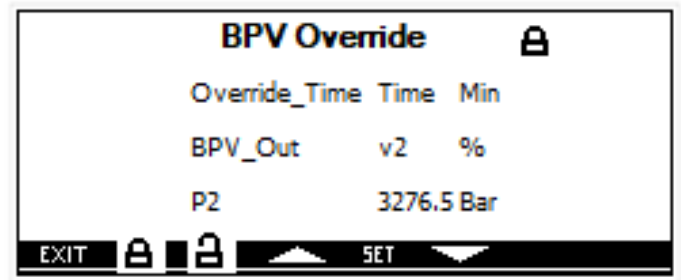 BPV Override
Override_Time Time Min
BPV_Out v2 %
P2 3276.5 Bar
EXIT SET